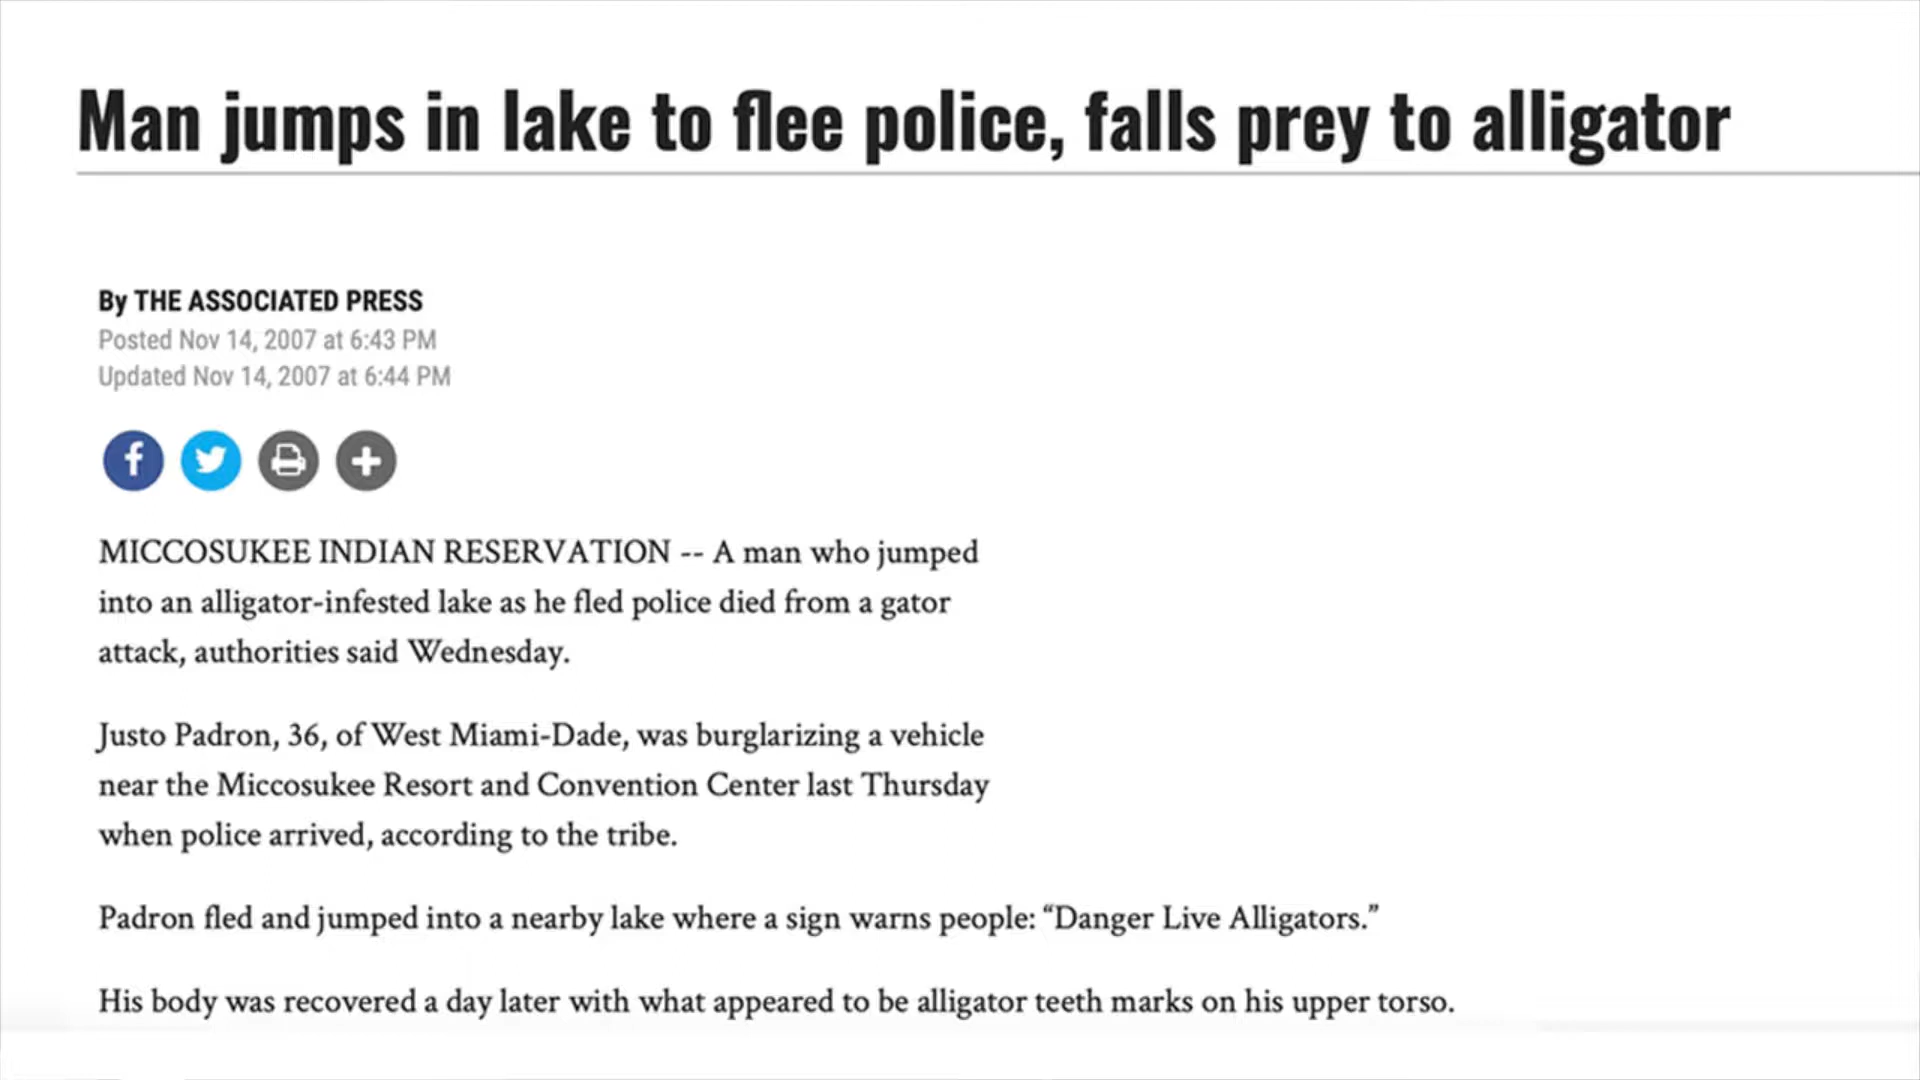 Man jumps in lake to flee police, falls prey to alligator
By THE ASSOCIATED PRESS
Posted Nov 14, 2007 at 6:43 PM
Updated Nov 14, 2007 at 6:44 PM
MICCOSUKEE INDIAN RESERVATION -- A man who jumped
into an alligator-infested lake as he fled police died from a gator
attack, authorities said Wednesday.
Justo Padron, 36, of West Miami-Dade, was burglarizing a vehicle
near the Miccosukee Resort and Convention Center last Thursday
when police arrived, according to the tribe.
Padron fled and jumped into a nearby lake where a sign warns people: “Danger Live Alligators.”
His body was recovered a day later with what appeared to be alligator teeth marks on his upper torso.